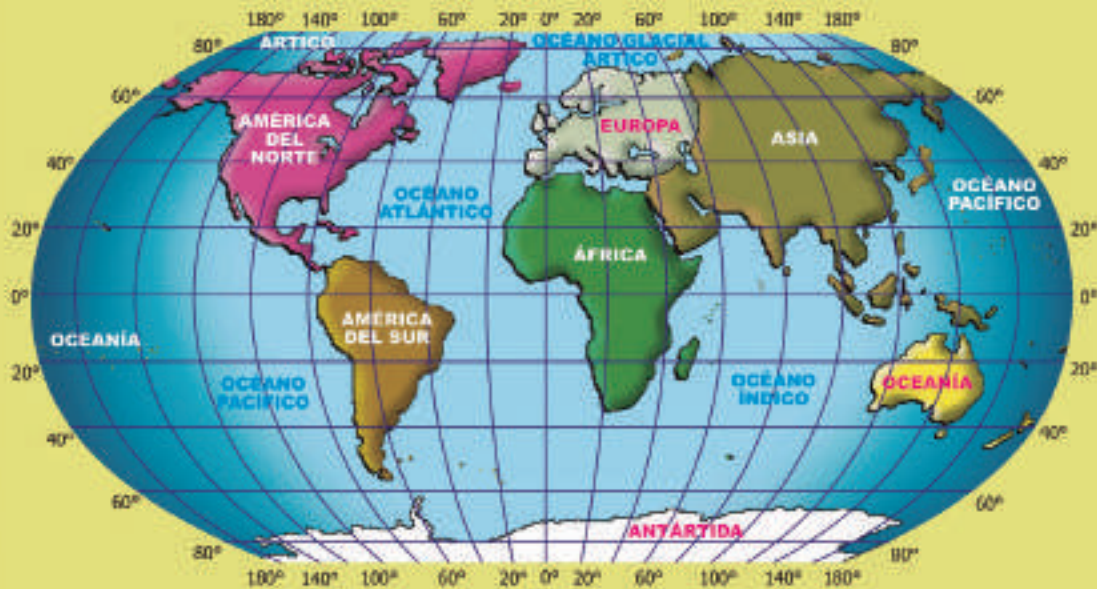 180° 140° 100° 60° 20° 0° 20° 60° 100° 140° 180°
80° ÁRTICO OCÉANO GLACIAL 80°
ÁRTICO
60° 60°
AMÉRICA
DEL
NORTE
EUROPA
ASIA
40° 40°
OCÉANO
ATLÁNTICO
OCÉANO
PACÍFICO
20° 20°
ÁFRICA
0° 0°
AMÉRICA
DEL SUR
OCEANÍA
20° 20°
OCÉANO
PACÍFICO
OCÉANO
ÍNDICO
OCEANÍA
40° 40°
60° 60°
ANTÁRTIDA
80° 80°
180° 140° 100° 60° 20° 0° 20° 60° 100° 140° 180°